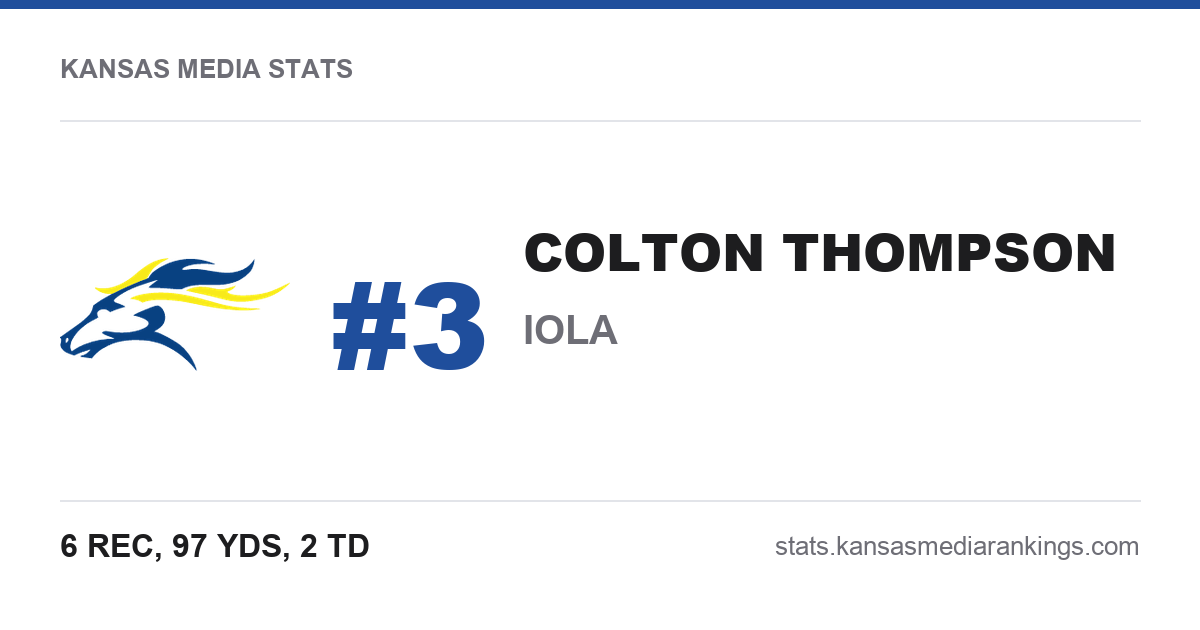 KANSAS MEDIA STATS
#3
COLTON THOMPSON
IOLA
6 REC, 97 YDS, 2 TD
stats.kansasmediarankings.com